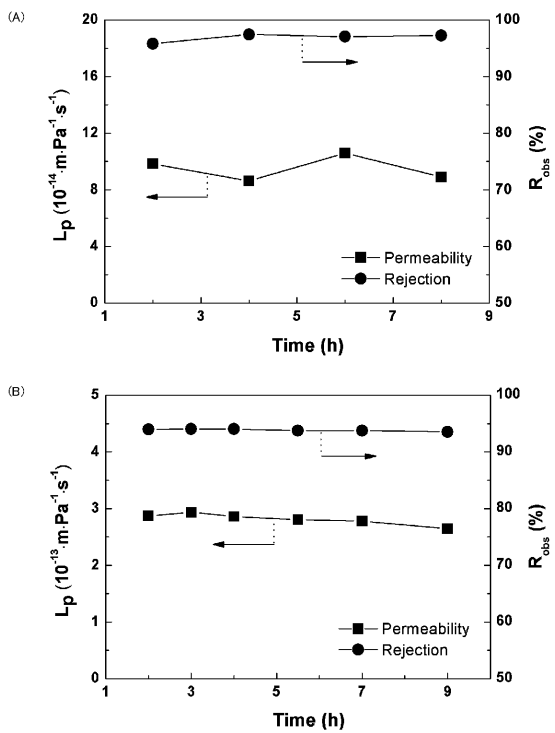 (A)
20
16
12
8
4
0
Lp (10⁻¹⁴·m·Pa⁻¹·s⁻¹)
100
90
80
70
60
50
Robs (%)
Permeability
Rejection
1 3 5 7 9
Time (h)
(B)
5
4
3
2
1
0
Lp (10⁻¹³·m·Pa⁻¹·s⁻¹)
100
90
80
70
60
50
Robs (%)
Permeability
Rejection
1 3 5 7 9
Time (h)